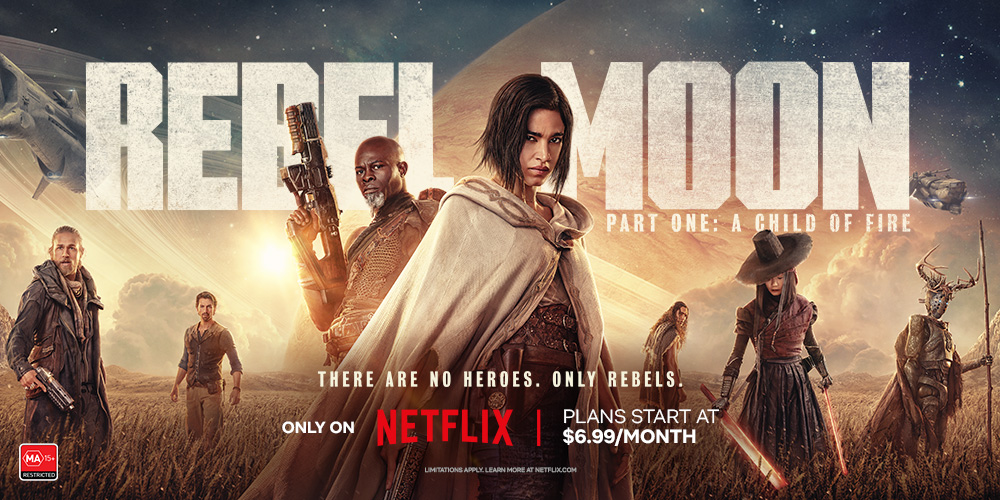 REBEL MOON
PART ONE: A CHILD OF FIRE
THERE ARE NO HEROES. ONLY REBELS.
ONLY ON NETFLIX | PLANS START AT
$6.99/MONTH
LIMITATIONS APPLY. LEARN MORE AT NETFLIX.COM
MA 15+
RESTRICTED